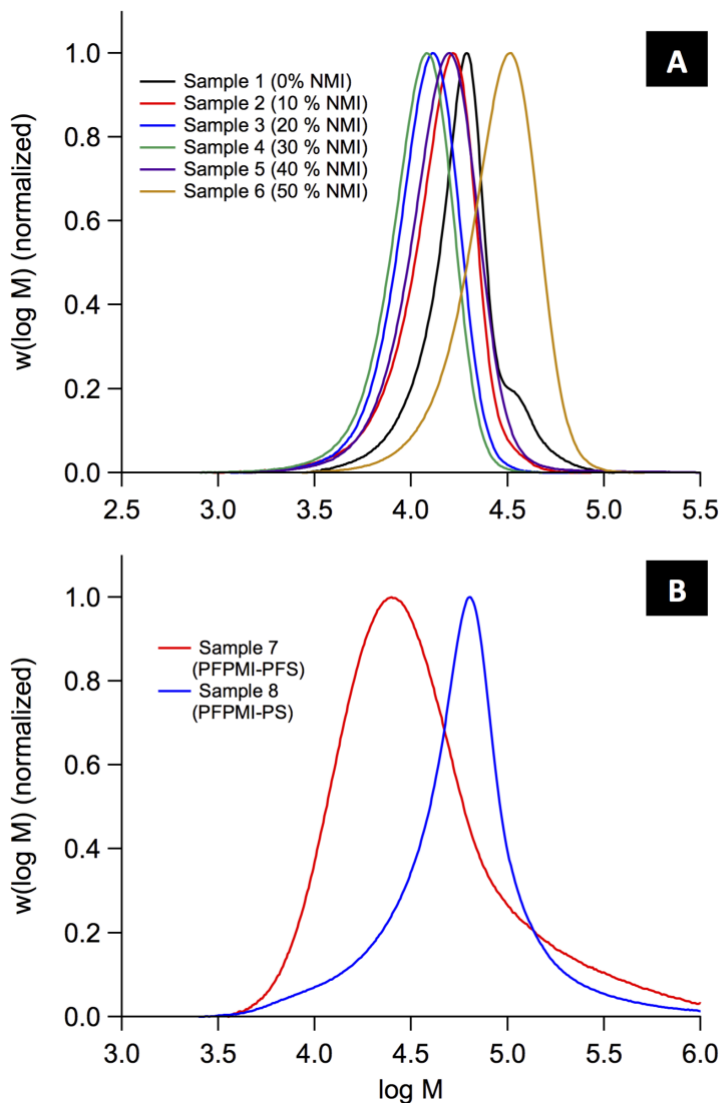 A
w(log M) (normalized)
1.0
0.8
0.6
0.4
0.2
0.0
Sample 1 (0% NMI)
Sample 2 (10 % NMI)
Sample 3 (20 % NMI)
Sample 4 (30 % NMI)
Sample 5 (40 % NMI)
Sample 6 (50 % NMI)
2.5 3.0 3.5 4.0 4.5 5.0 5.5
B
w(log M) (normalized)
1.0
0.8
0.6
0.4
0.2
0.0
Sample 7
(PFPMI-PFS)
Sample 8
(PFPMI-PS)
3.0 3.5 4.0 4.5 5.0 5.5 6.0
log M